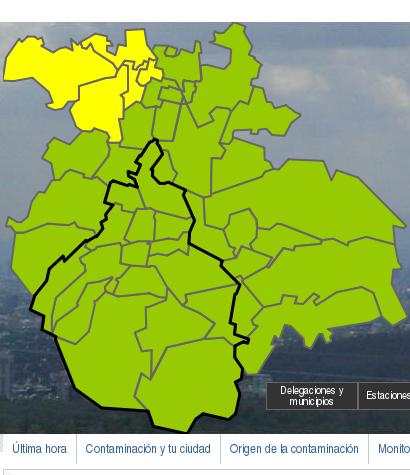 Delegaciones y
municipios
Estaciones
Última hora
Contaminación y tu ciudad
Origen de la contaminación
Monito